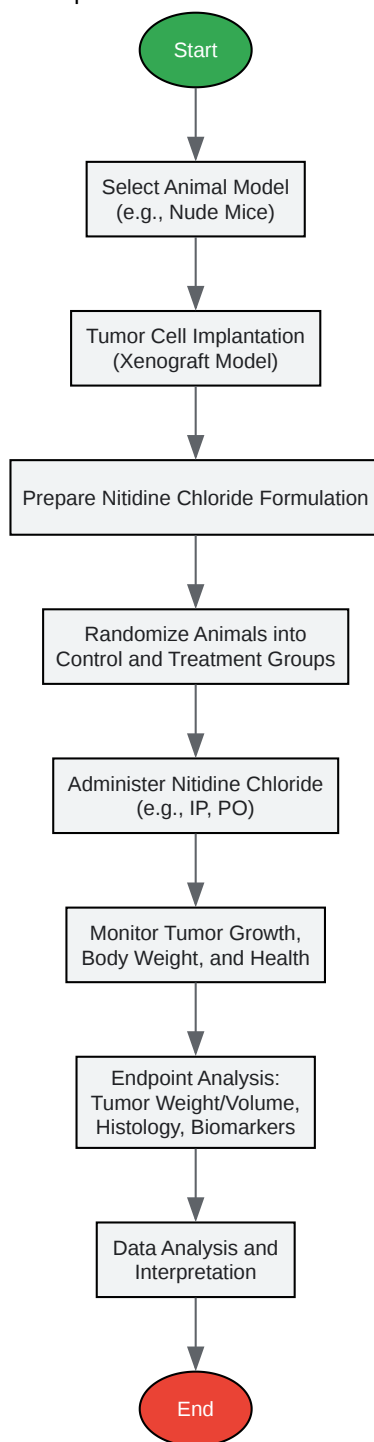 Start
Select Animal Model
(e.g., Nude Mice)
Tumor Cell Implantation
(Xenograft Model)
Prepare Nitidine Chloride Formulation
Randomize Animals into
Control and Treatment Groups
Administer Nitidine Chloride
(e.g., IP, PO)
Monitor Tumor Growth,
Body Weight, and Health
Endpoint Analysis:
Tumor Weight/Volume,
Histology, Biomarkers
Data Analysis and
Interpretation
End